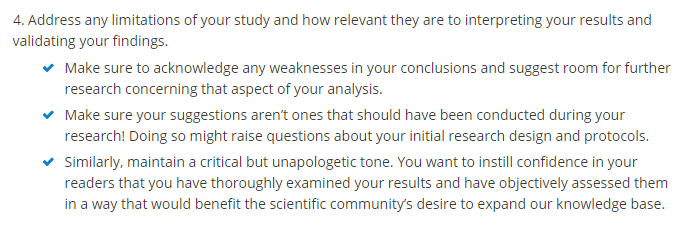 4. Address any limitations of your study and how relevant they are to interpreting your results and
validating your findings.
Make sure to acknowledge any weaknesses in your conclusions and suggest room for further
research concerning that aspect of your analysis.
Make sure your suggestions aren't ones that should have been conducted during your
research! Doing so might raise questions about your initial research design and protocols.
Similarly, maintain a critical but unapologetic tone. You want to instill confidence in your
readers that you have thoroughly examined your results and have objectively assessed them
in a way that would benefit the scientific community's desire to expand our knowledge base.